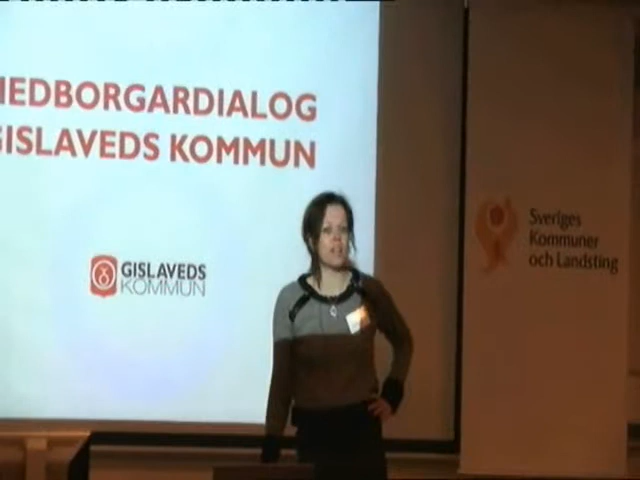 MEDBORGARDIALOG
GISLAVEDS KOMMUN
GISLAVEDS
KOMMUN
Sveriges
Kommuner
och Landsting